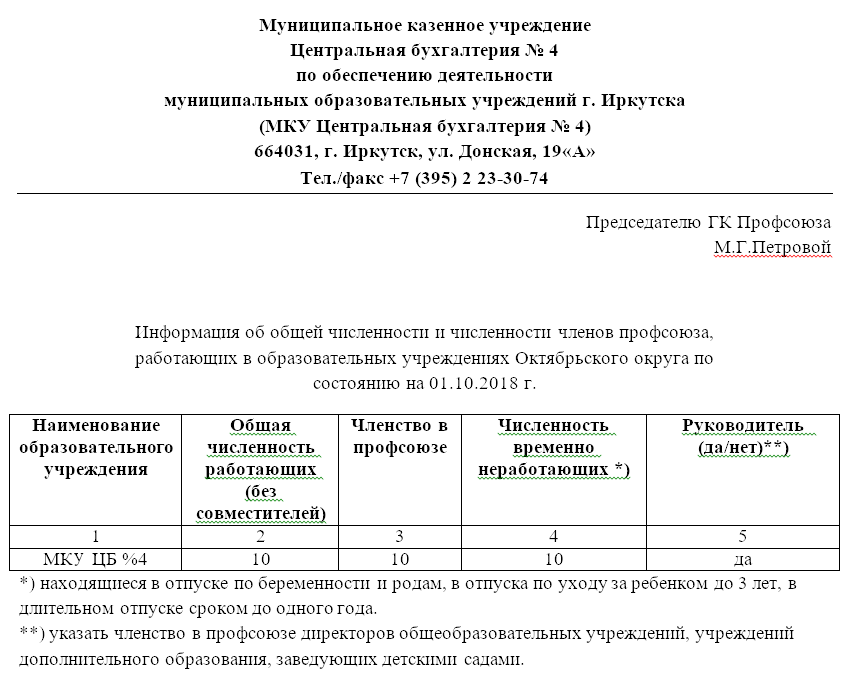 Муниципальное казенное учреждение
Центральная бухгалтерия № 4
по обеспечению деятельности
муниципальных образовательных учреждений г. Иркутска
(МКУ Центральная бухгалтерия № 4)
664031, г. Иркутск, ул. Донская, 19«А»
Тел./факс +7 (395) 2 23-30-74
Председателю ГК Профсоюза
М.Г.Петровой
Информация об общей численности и численности членов профсоюза,
работающих в образовательных учреждениях Октябрьского округа по
состоянию на 01.10.2018 г.
Наименование
образовательного
учреждения
Общая
численность
работающих
(без
совместителей)
Членство в
профсоюзе
Численность
временно
неработающих *)
Руководитель
(да/нет)**)
1 2 3 4 5
МКУ ЦБ %4 10 10 10 да
*) находящиеся в отпуске по беременности и родам, в отпуска по уходу за ребенком до 3 лет, в
длительном отпуске сроком до одного года.
**) указать членство в профсоюзе директоров общеобразовательных учреждений, учреждений
дополнительного образования, заведующих детскими садами.